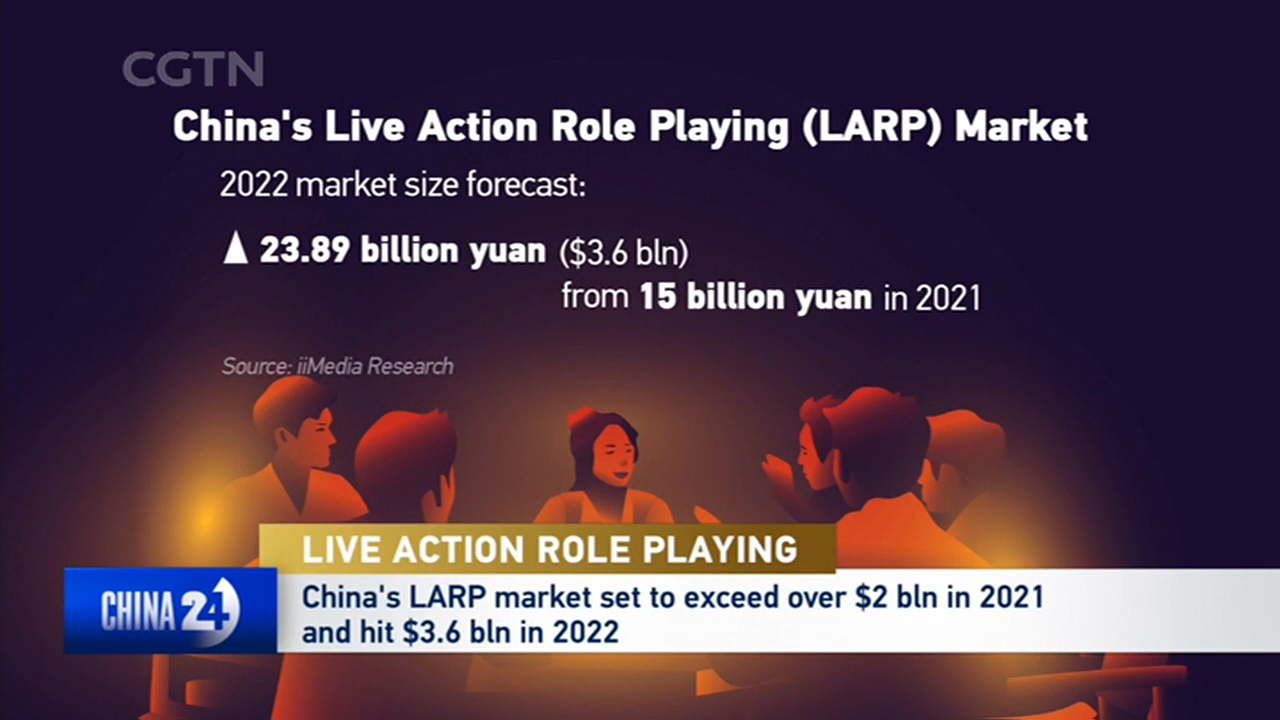 CGTN
China's Live Action Role Playing (LARP) Market
2022 market size forecast:
▲ 23.89 billion yuan ($3.6 bln)
from 15 billion yuan in 2021
Source: iiMedia Research
LIVE ACTION ROLE PLAYING
CHINA 24
China's LARP market set to exceed over $2 bln in 2021
and hit $3.6 bln in 2022